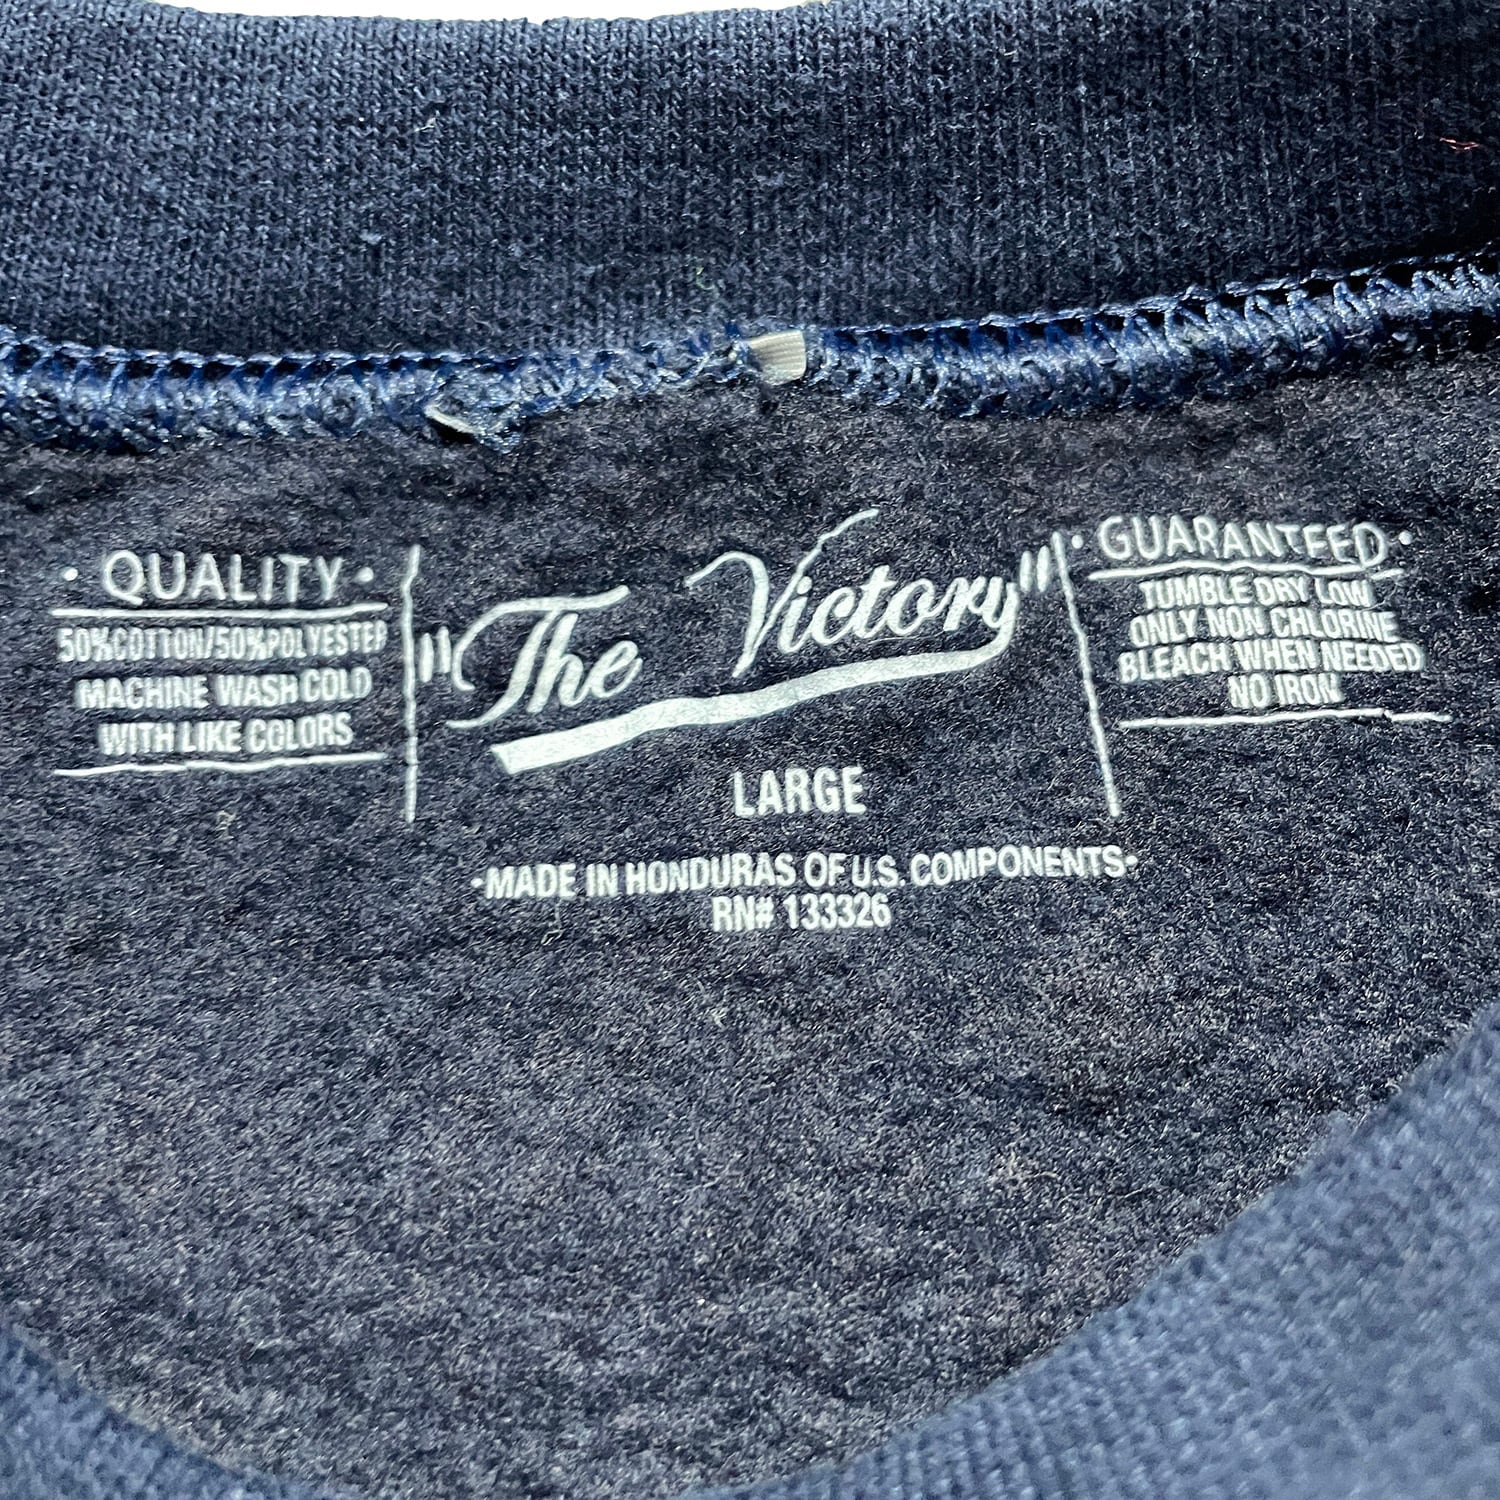 • QUALITY •
50%COTTON/50%POLYESTER
MACHINE WASH COLD
WITH LIKE COLORS
"The Victory"
LARGE
• GUARANTEED •
TUMBLE DRY LOW
ONLY NON CHLORINE
BLEACH WHEN NEEDED
NO IRON
•MADE IN HONDURAS OF U.S. COMPONENTS•
RN# 133326